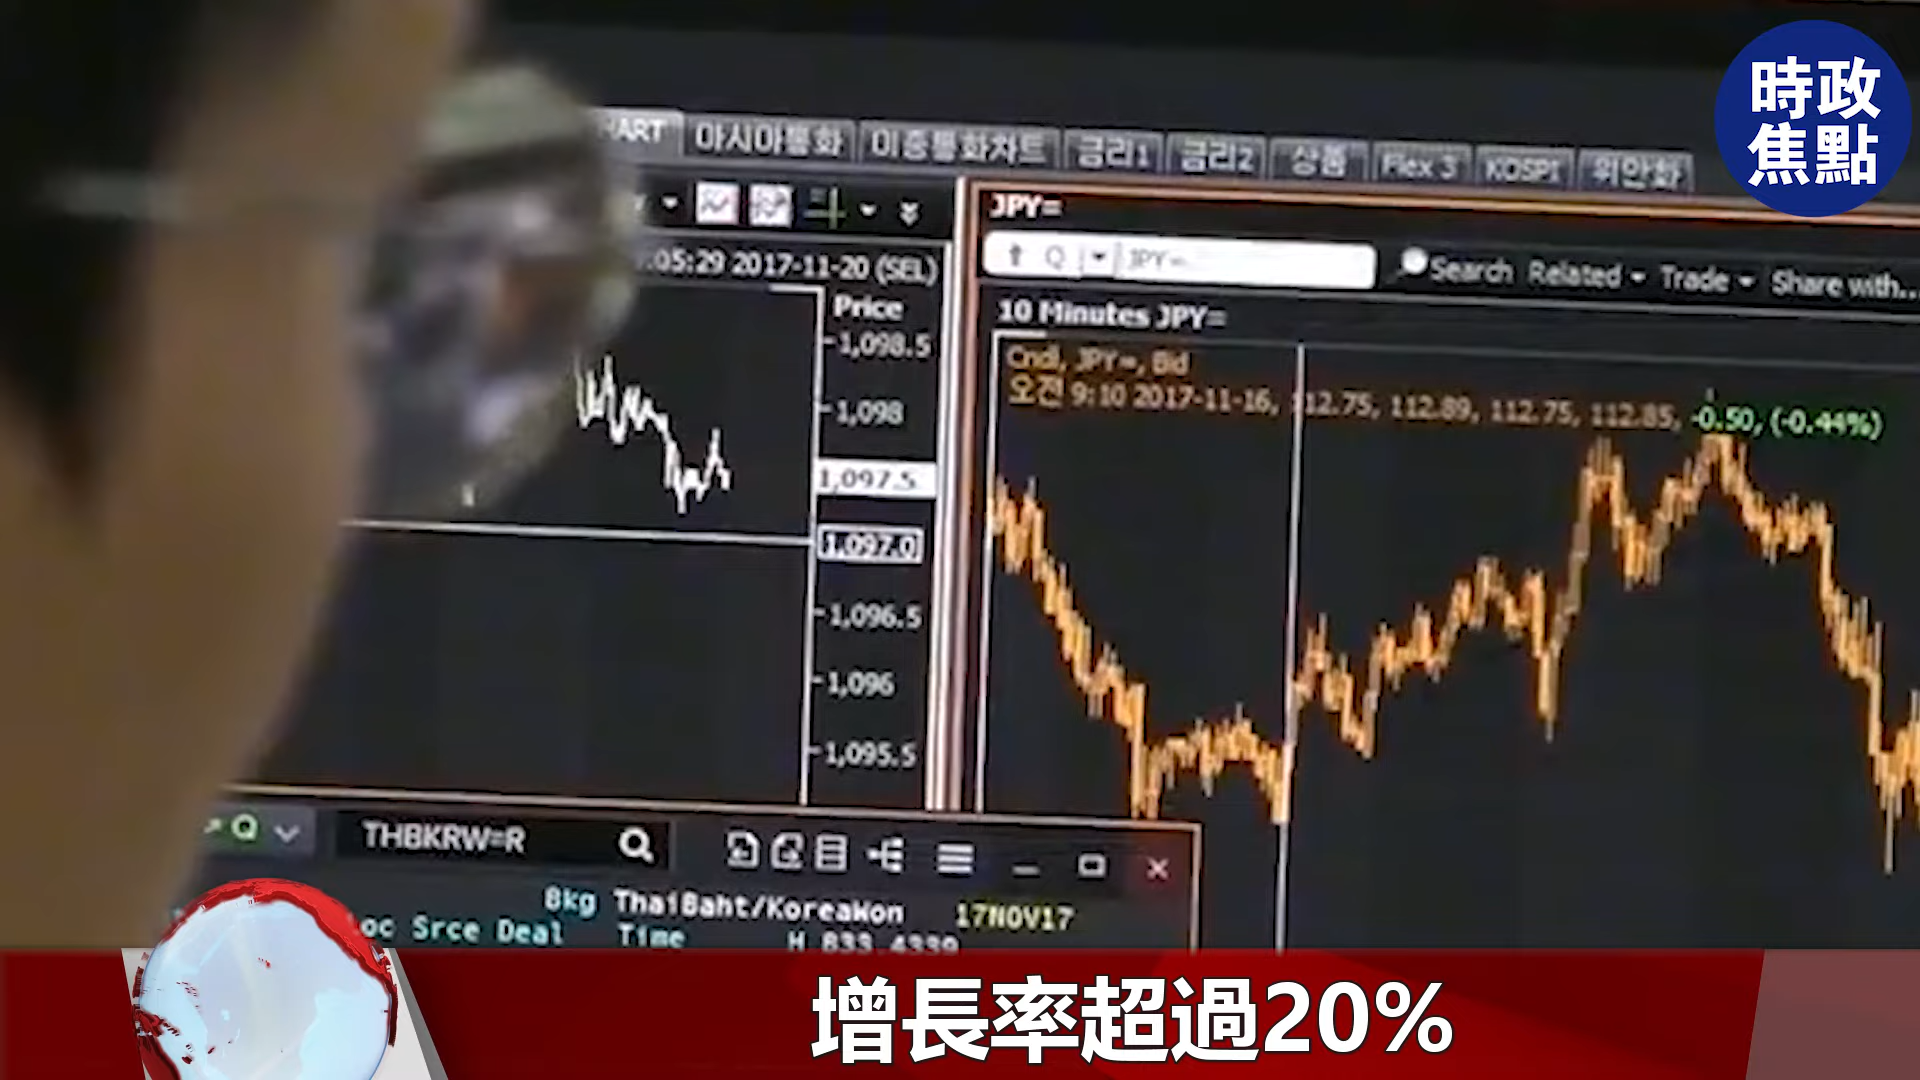 時政
焦點
아시아통화 이종통화차트 금리1 금리2 상품 Flex 3 KOSPI 위안화
JPY=
JPY=
Search Related Trade Share with...
:05:29 2017-11-20 (SEL)
Price
1,098.5
1,098
1,097.5
1,097.0
1,096.5
1,096
1,095.5
10 Minutes JPY=
Cndl, JPY=, Bid
오전 9:10 2017-11-16, 112.75, 112.89, 112.75, 112.85, -0.50, (-0.44%)
THBKRW=R
Bkg ThaiBaht/KoreaWon 17NOV17
Srce Deal Time H 833.4339
增長率超過20%